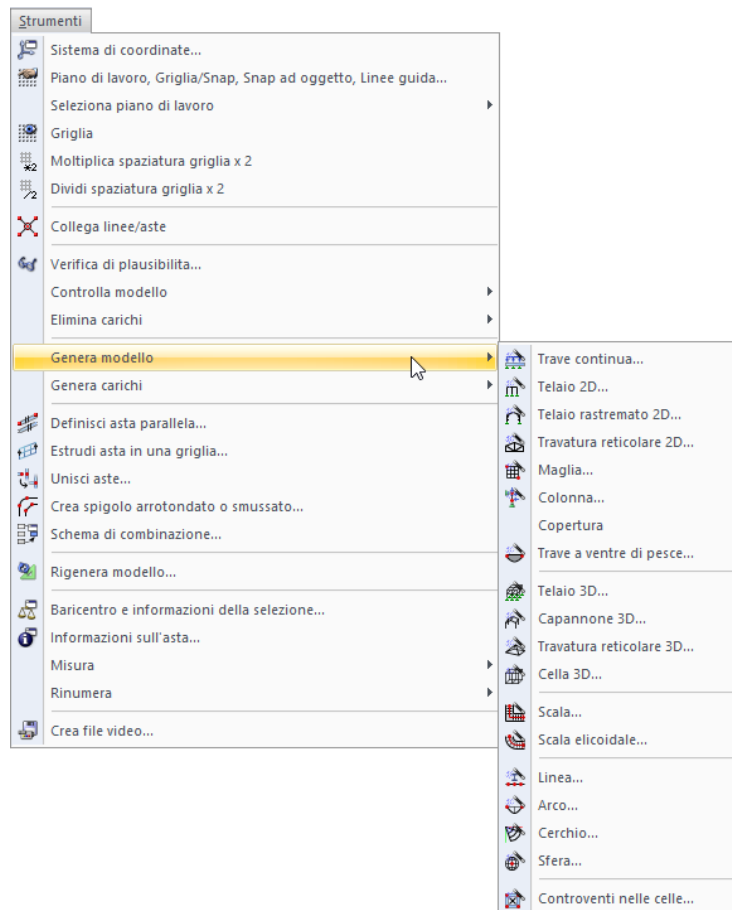 Strumenti
Sistema di coordinate...
Piano di lavoro, Griglia/Snap, Snap ad oggetto, Linee guida...
Seleziona piano di lavoro
Griglia
Moltiplica spaziatura griglia x 2
Dividi spaziatura griglia x 2
Collega linee/aste
Verifica di plausibilita...
Controlla modello
Elimina carichi
Genera modello
Genera carichi
Definisci asta parallela...
Estrudi asta in una griglia...
Unisci aste...
Crea spigolo arrotondato o smussato...
Schema di combinazione...
Rigenera modello...
Baricentro e informazioni della selezione...
Informazioni sull'asta...
Misura
Rinumera
Crea file video...
Trave continua...
Telaio 2D...
Telaio rastremato 2D...
Travatura reticolare 2D...
Maglia...
Colonna...
Copertura
Trave a ventre di pesce...
Telaio 3D...
Capannone 3D...
Travatura reticolare 3D...
Cella 3D...
Scala...
Scala elicoidale...
Linea...
Arco...
Cerchio...
Sfera...
Controventi nelle celle...